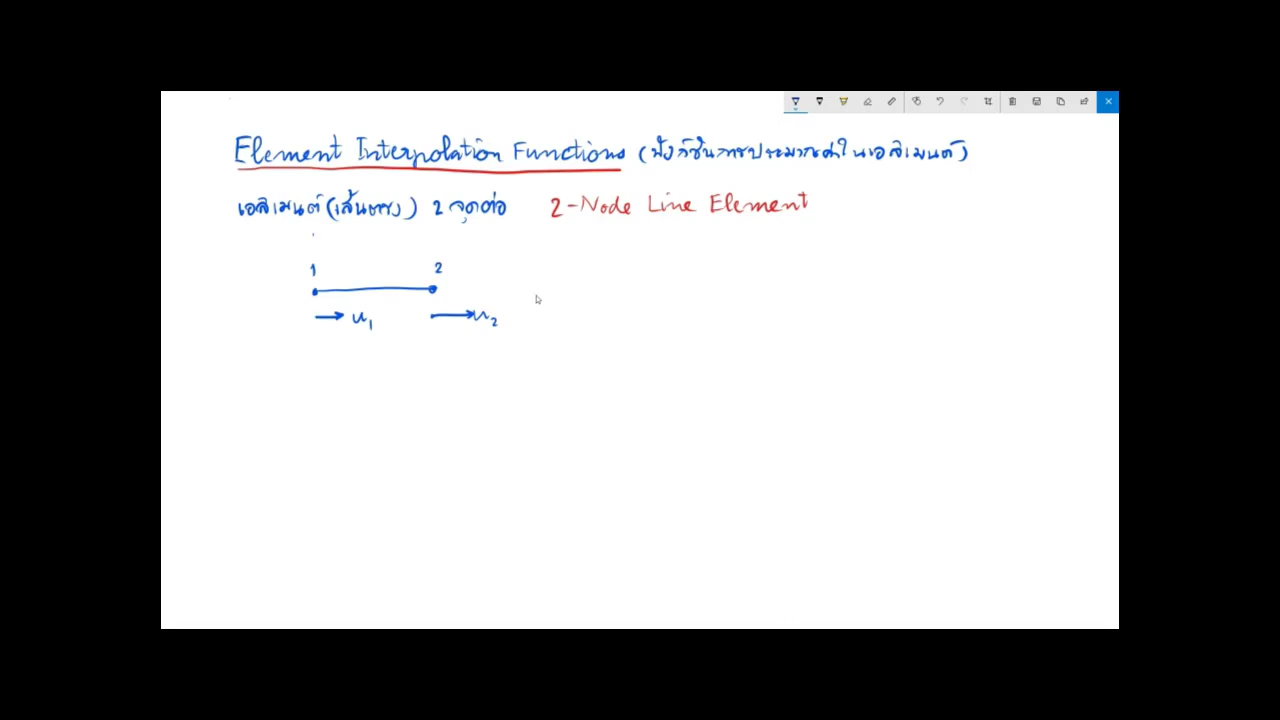 Element Interpolation Functions (ฟังก์ชันการประมาณค่าในเอลิเมนต์)
เอลิเมนต์(เส้นตรง) 2 จุดต่อ 2-Node Line Element
1 2
u₁ u₂